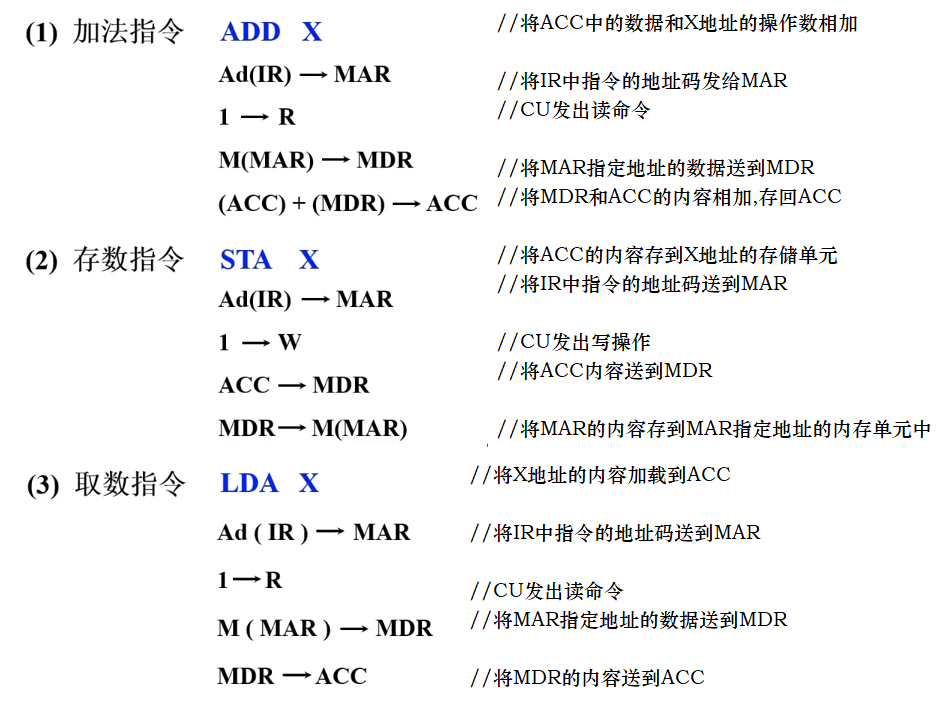 (1) 加法指令 ADD X //将ACC中的数据和X地址的操作数相加
Ad(IR) → MAR //将IR中指令的地址码发给MAR
1 → R //CU发出读命令
M(MAR) → MDR //将MAR指定地址的数据送到MDR
(ACC) + (MDR) → ACC //将MDR和ACC的内容相加,存回ACC
(2) 存数指令 STA X //将ACC的内容存到X地址的存储单元
Ad(IR) → MAR //将IR中指令的地址码送到MAR
1 → W //CU发出写操作
ACC → MDR //将ACC内容送到MDR
MDR → M(MAR) //将MAR的内容存到MAR指定地址的内存单元中
(3) 取数指令 LDA X //将X地址的内容加载到ACC
Ad ( IR ) → MAR //将IR中指令的地址码送到MAR
1 → R //CU发出读命令
M ( MAR ) → MDR //将MAR指定地址的数据送到MDR
MDR → ACC //将MDR的内容送到ACC